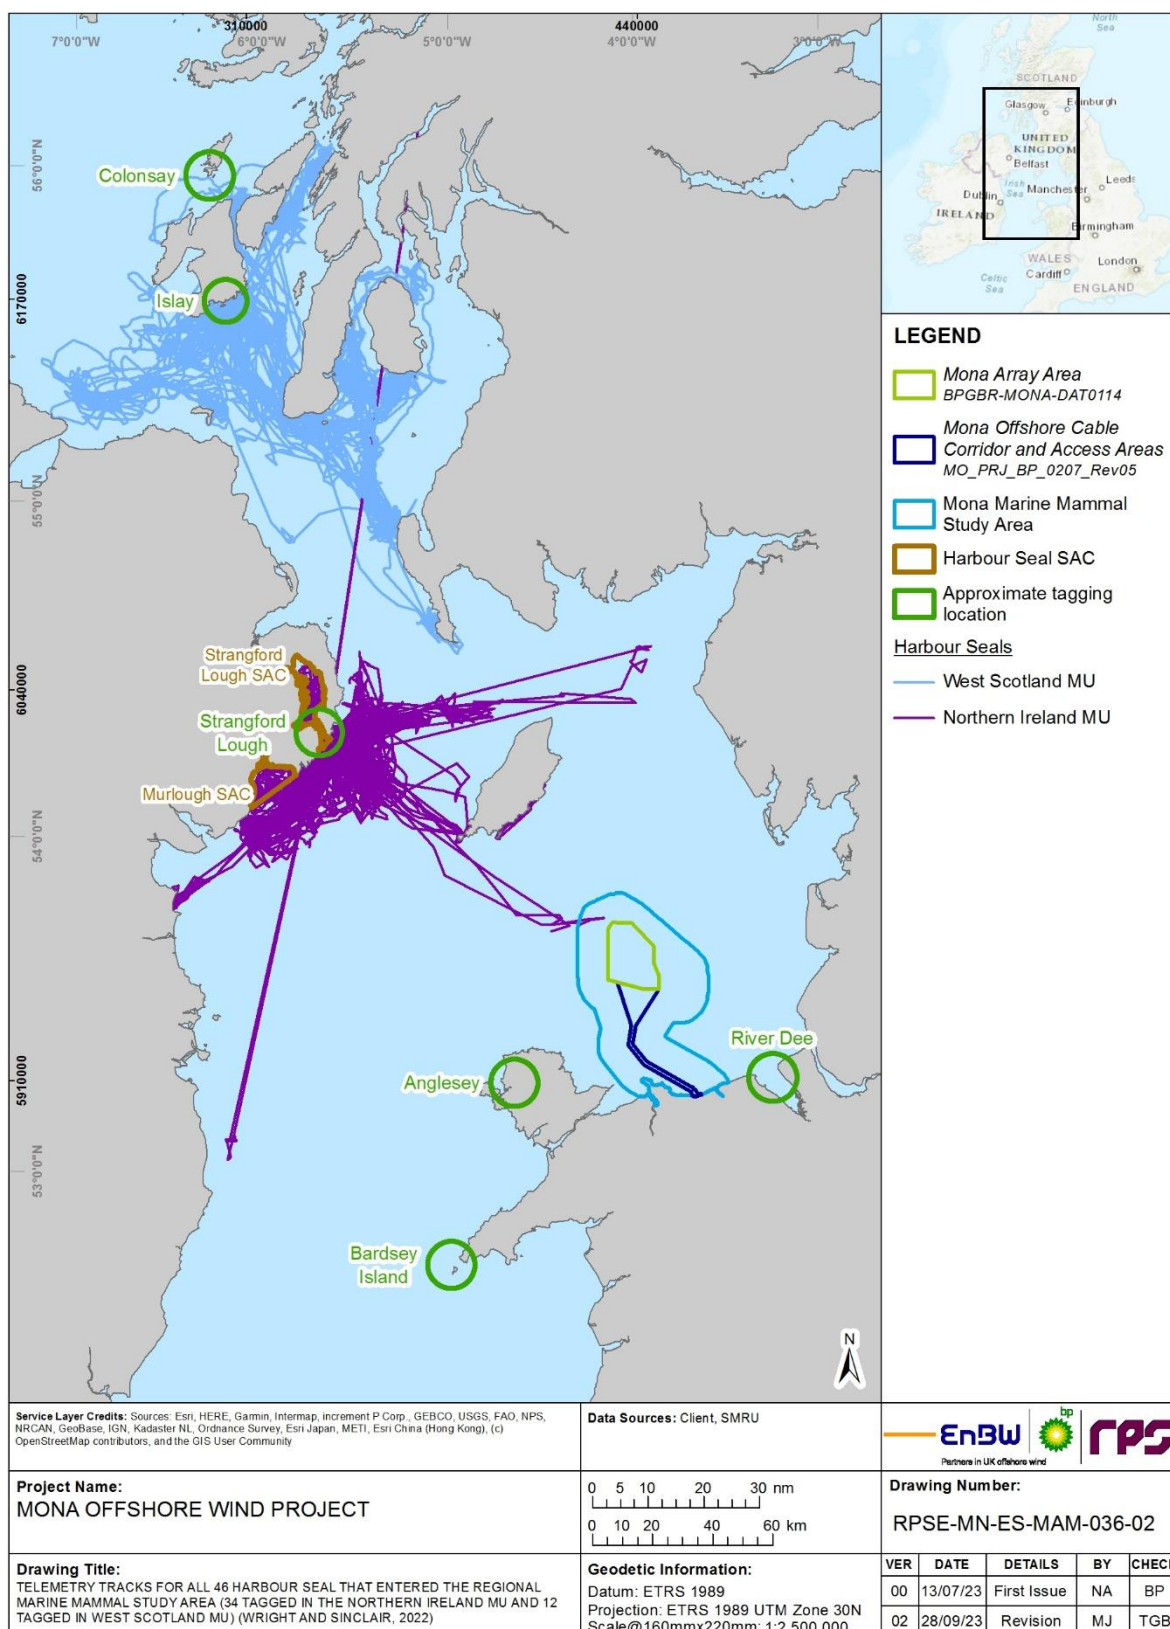 310000
440000
7°0'0"W
6°0'0"W
5°0'0"W
4°0'0"W
3°0'0"W
56°0'0"N
6170000
55°0'0"N
6040000
54°0'0"N
5910000
53°0'0"N
Colonsay
Islay
Strangford
Lough SAC
Strangford
Lough
Murlough SAC
Anglesey
River Dee
Bardsey
Island
N
North
Sea
SCOTLAND
Glasgow
Edinburgh
UNITED
KINGDOM
Belfast
Irish
Sea
Dublin
Manchester
Leeds
IRELAND
Birmingham
WALES
Cardiff
London
Celtic
Sea
ENGLAND
LEGEND
Mona Array Area
BPGBR-MONA-DAT0114
Mona Offshore Cable
Corridor and Access Areas
MO_PRJ_BP_0207_Rev05
Mona Marine Mammal
Study Area
Harbour Seal SAC
Approximate tagging
location
Harbour Seals
West Scotland MU
Northern Ireland MU
Service Layer Credits: Sources: Esri, HERE, Garmin, Intermap, increment P Corp., GEBCO, USGS, FAO, NPS,
NRCAN, GeoBase, IGN, Kadaster NL, Ordnance Survey, Esri Japan, METI, Esri China (Hong Kong), (c)
OpenStreetMap contributors, and the GIS User Community
Data Sources: Client, SMRU
EnBW
Partners in UK offshore wind
bp
rps
Project Name:
MONA OFFSHORE WIND PROJECT
0 5 10 20 30 nm
0 10 20 40 60 km
Drawing Number:
RPSE-MN-ES-MAM-036-02
Drawing Title:
TELEMETRY TRACKS FOR ALL 46 HARBOUR SEAL THAT ENTERED THE REGIONAL
MARINE MAMMAL STUDY AREA (34 TAGGED IN THE NORTHERN IRELAND MU AND 12
TAGGED IN WEST SCOTLAND MU) (WRIGHT AND SINCLAIR, 2022)
Geodetic Information:
Datum: ETRS 1989
Projection: ETRS 1989 UTM Zone 30N
Scale@160mmx220mm: 1:2,500,000
VER DATE DETAILS BY CHECK
00 13/07/23 First Issue NA BP
02 28/09/23 Revision MJ TGB